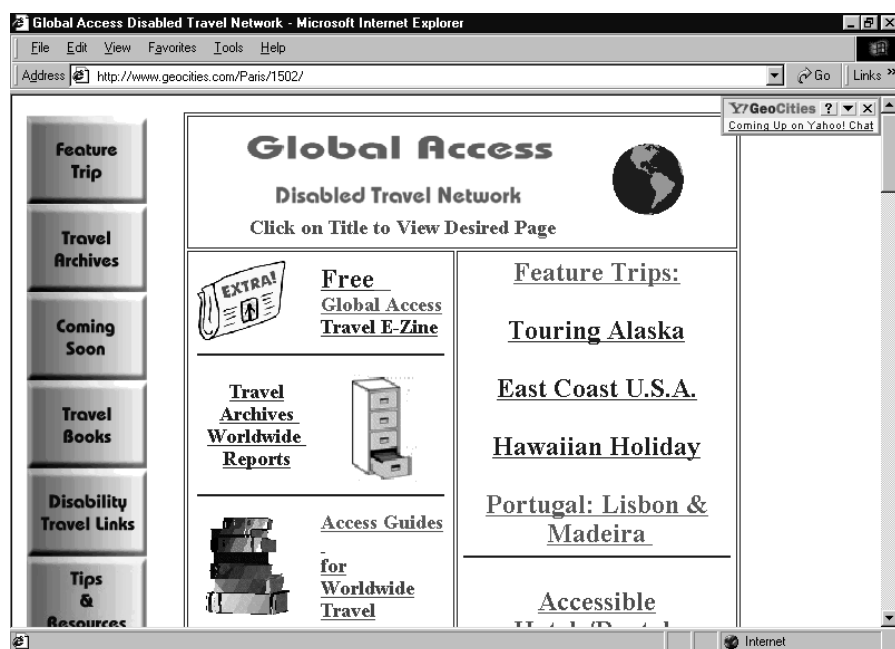 Global Access Disabled Travel Network - Microsoft Internet Explorer
File Edit View Favorites Tools Help
Address http://www.geocities.com/Paris/1502/ Go Links »
Y! GeoCities ?
Coming Up on Yahoo! Chat
Feature
Trip
Travel
Archives
Coming
Soon
Travel
Books
Disability
Travel Links
Tips
&
Resources
Global Access
Disabled Travel Network
Click on Title to View Desired Page
EXTRA!
Free
Global Access
Travel E-Zine
Travel
Archives
Worldwide
Reports
Access Guides
for
Worldwide
Travel
Feature Trips:
Touring Alaska
East Coast U.S.A.
Hawaiian Holiday
Portugal: Lisbon &
Madeira
Accessible
Internet